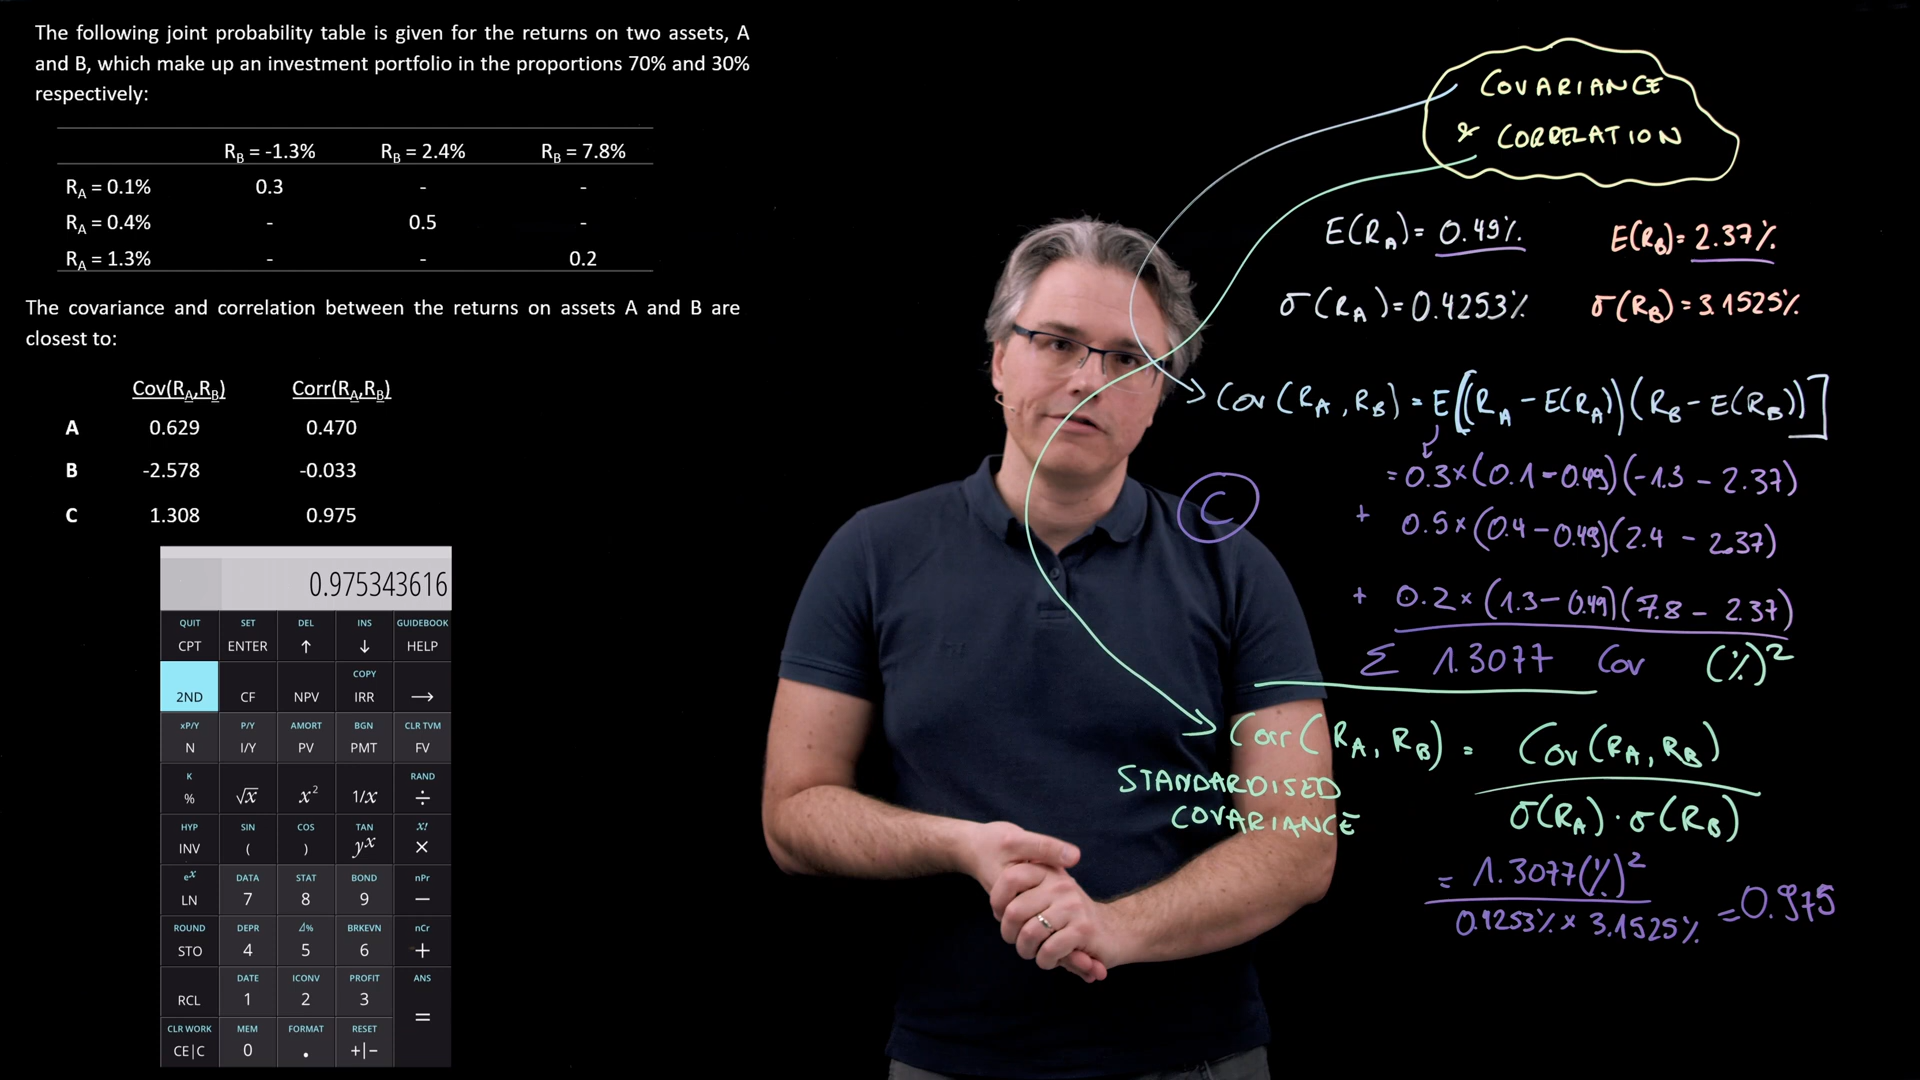 The following joint probability table is given for the returns on two assets, A
and B, which make up an investment portfolio in the proportions 70% and 30%
respectively:
R_B = -1.3% R_B = 2.4% R_B = 7.8%
R_A = 0.1% 0.3 - -
R_A = 0.4% - 0.5 -
R_A = 1.3% - - 0.2
The covariance and correlation between the returns on assets A and B are
closest to:
Cov(R_A,R_B) Corr(R_A,R_B)
A 0.629 0.470
B -2.578 -0.033
C 1.308 0.975
0.975343616
QUIT SET DEL INS GUIDEBOOK
CPT ENTER ↑ ↓ HELP
COPY
2ND CF NPV IRR →
xP/Y P/Y AMORT BGN CLR TVM
N I/Y PV PMT FV
K RAND
% √x x² 1/x ÷
HYP SIN COS TAN x!
INV ( ) yˣ ×
eˣ DATA STAT BOND nPr
LN 7 8 9 −
ROUND DEPR Δ% BRKEVN nCr
STO 4 5 6 +
DATE ICONV PROFIT ANS
RCL 1 2 3 =
CLR WORK MEM FORMAT RESET
CE|C 0 . +|−
COVARIANCE
& CORRELATION
E(R_A) = 0.49% E(R_B) = 2.37%
σ(R_A) = 0.4253% σ(R_B) = 3.1525%
Cov(R_A, R_B) = E[(R_A − E(R_A))(R_B − E(R_B))]
= 0.3×(0.1−0.49)(−1.3 − 2.37)
+ 0.5×(0.4−0.49)(2.4 − 2.37)
+ 0.2×(1.3−0.49)(7.8 − 2.37)
Σ 1.3077 Cov (%)²
C
Corr(R_A, R_B) = Cov(R_A, R_B) / σ(R_A)·σ(R_B)
STANDARDISED
COVARIANCE
= 1.3077(%)² / 0.4253% × 3.1525% = 0.975